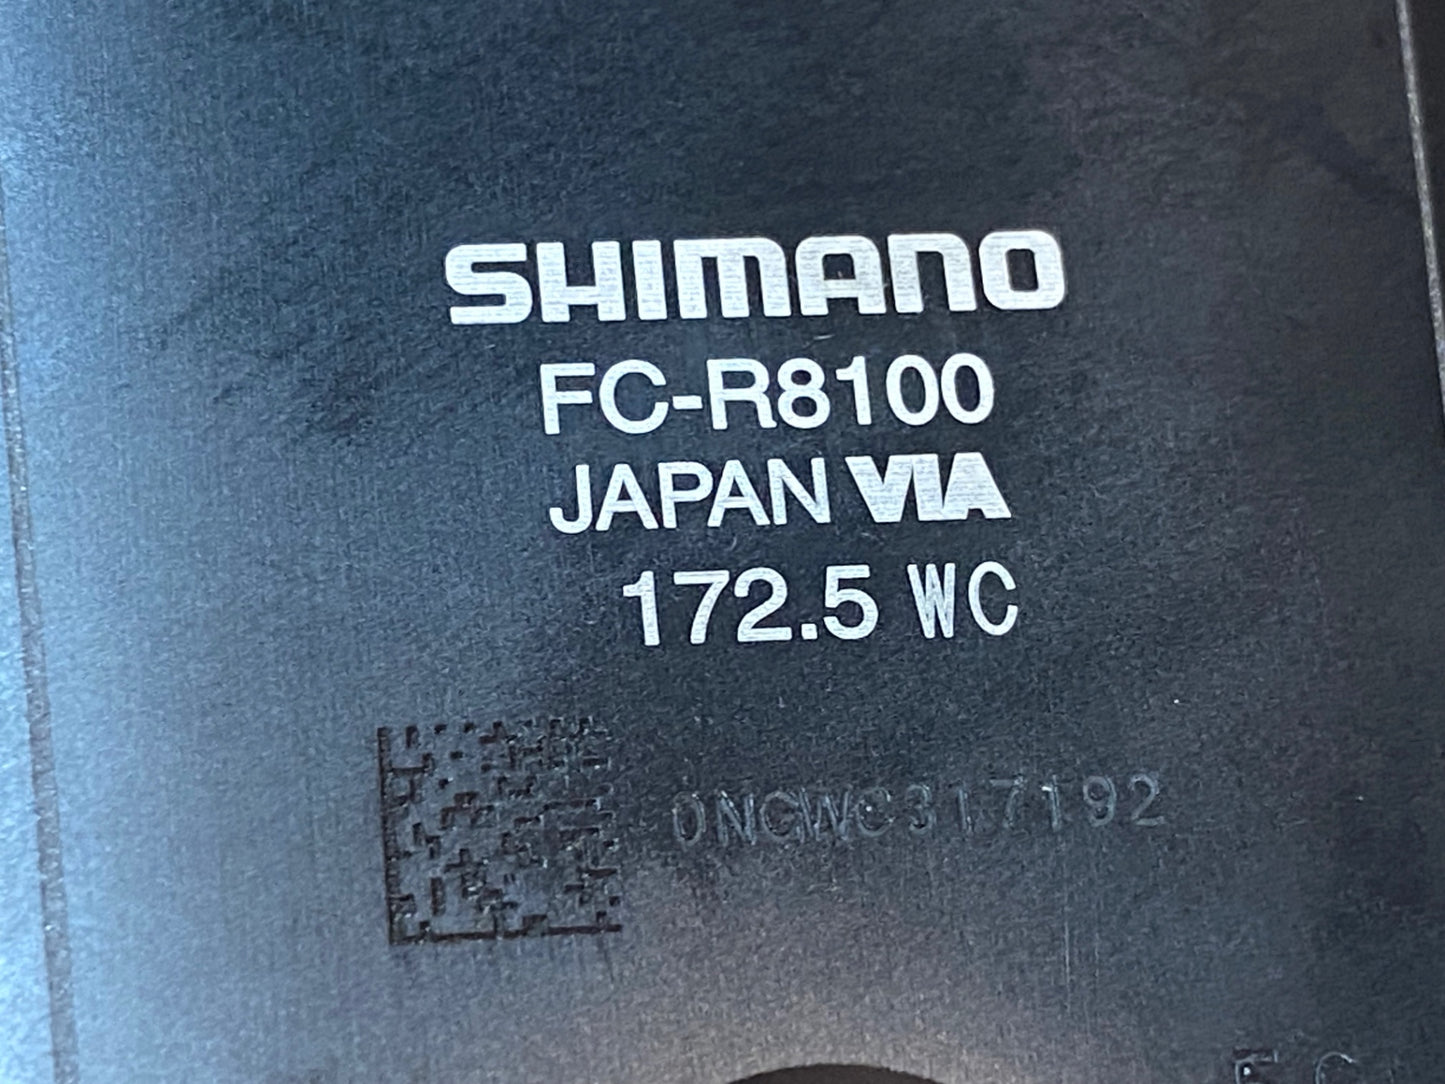 SHIMANO
FC-R8100
JAPAN VIA
172.5 WC
0NGWC317192